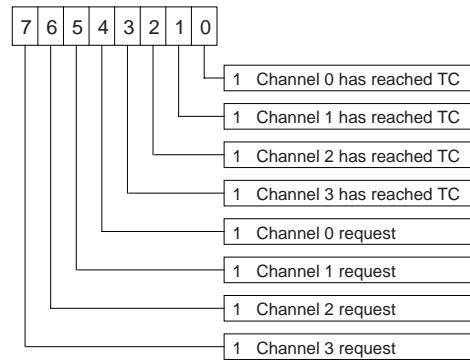 7 6 5 4 3 2 1 0
1 Channel 0 has reached TC
1 Channel 1 has reached TC
1 Channel 2 has reached TC
1 Channel 3 has reached TC
1 Channel 0 request
1 Channel 1 request
1 Channel 2 request
1 Channel 3 request